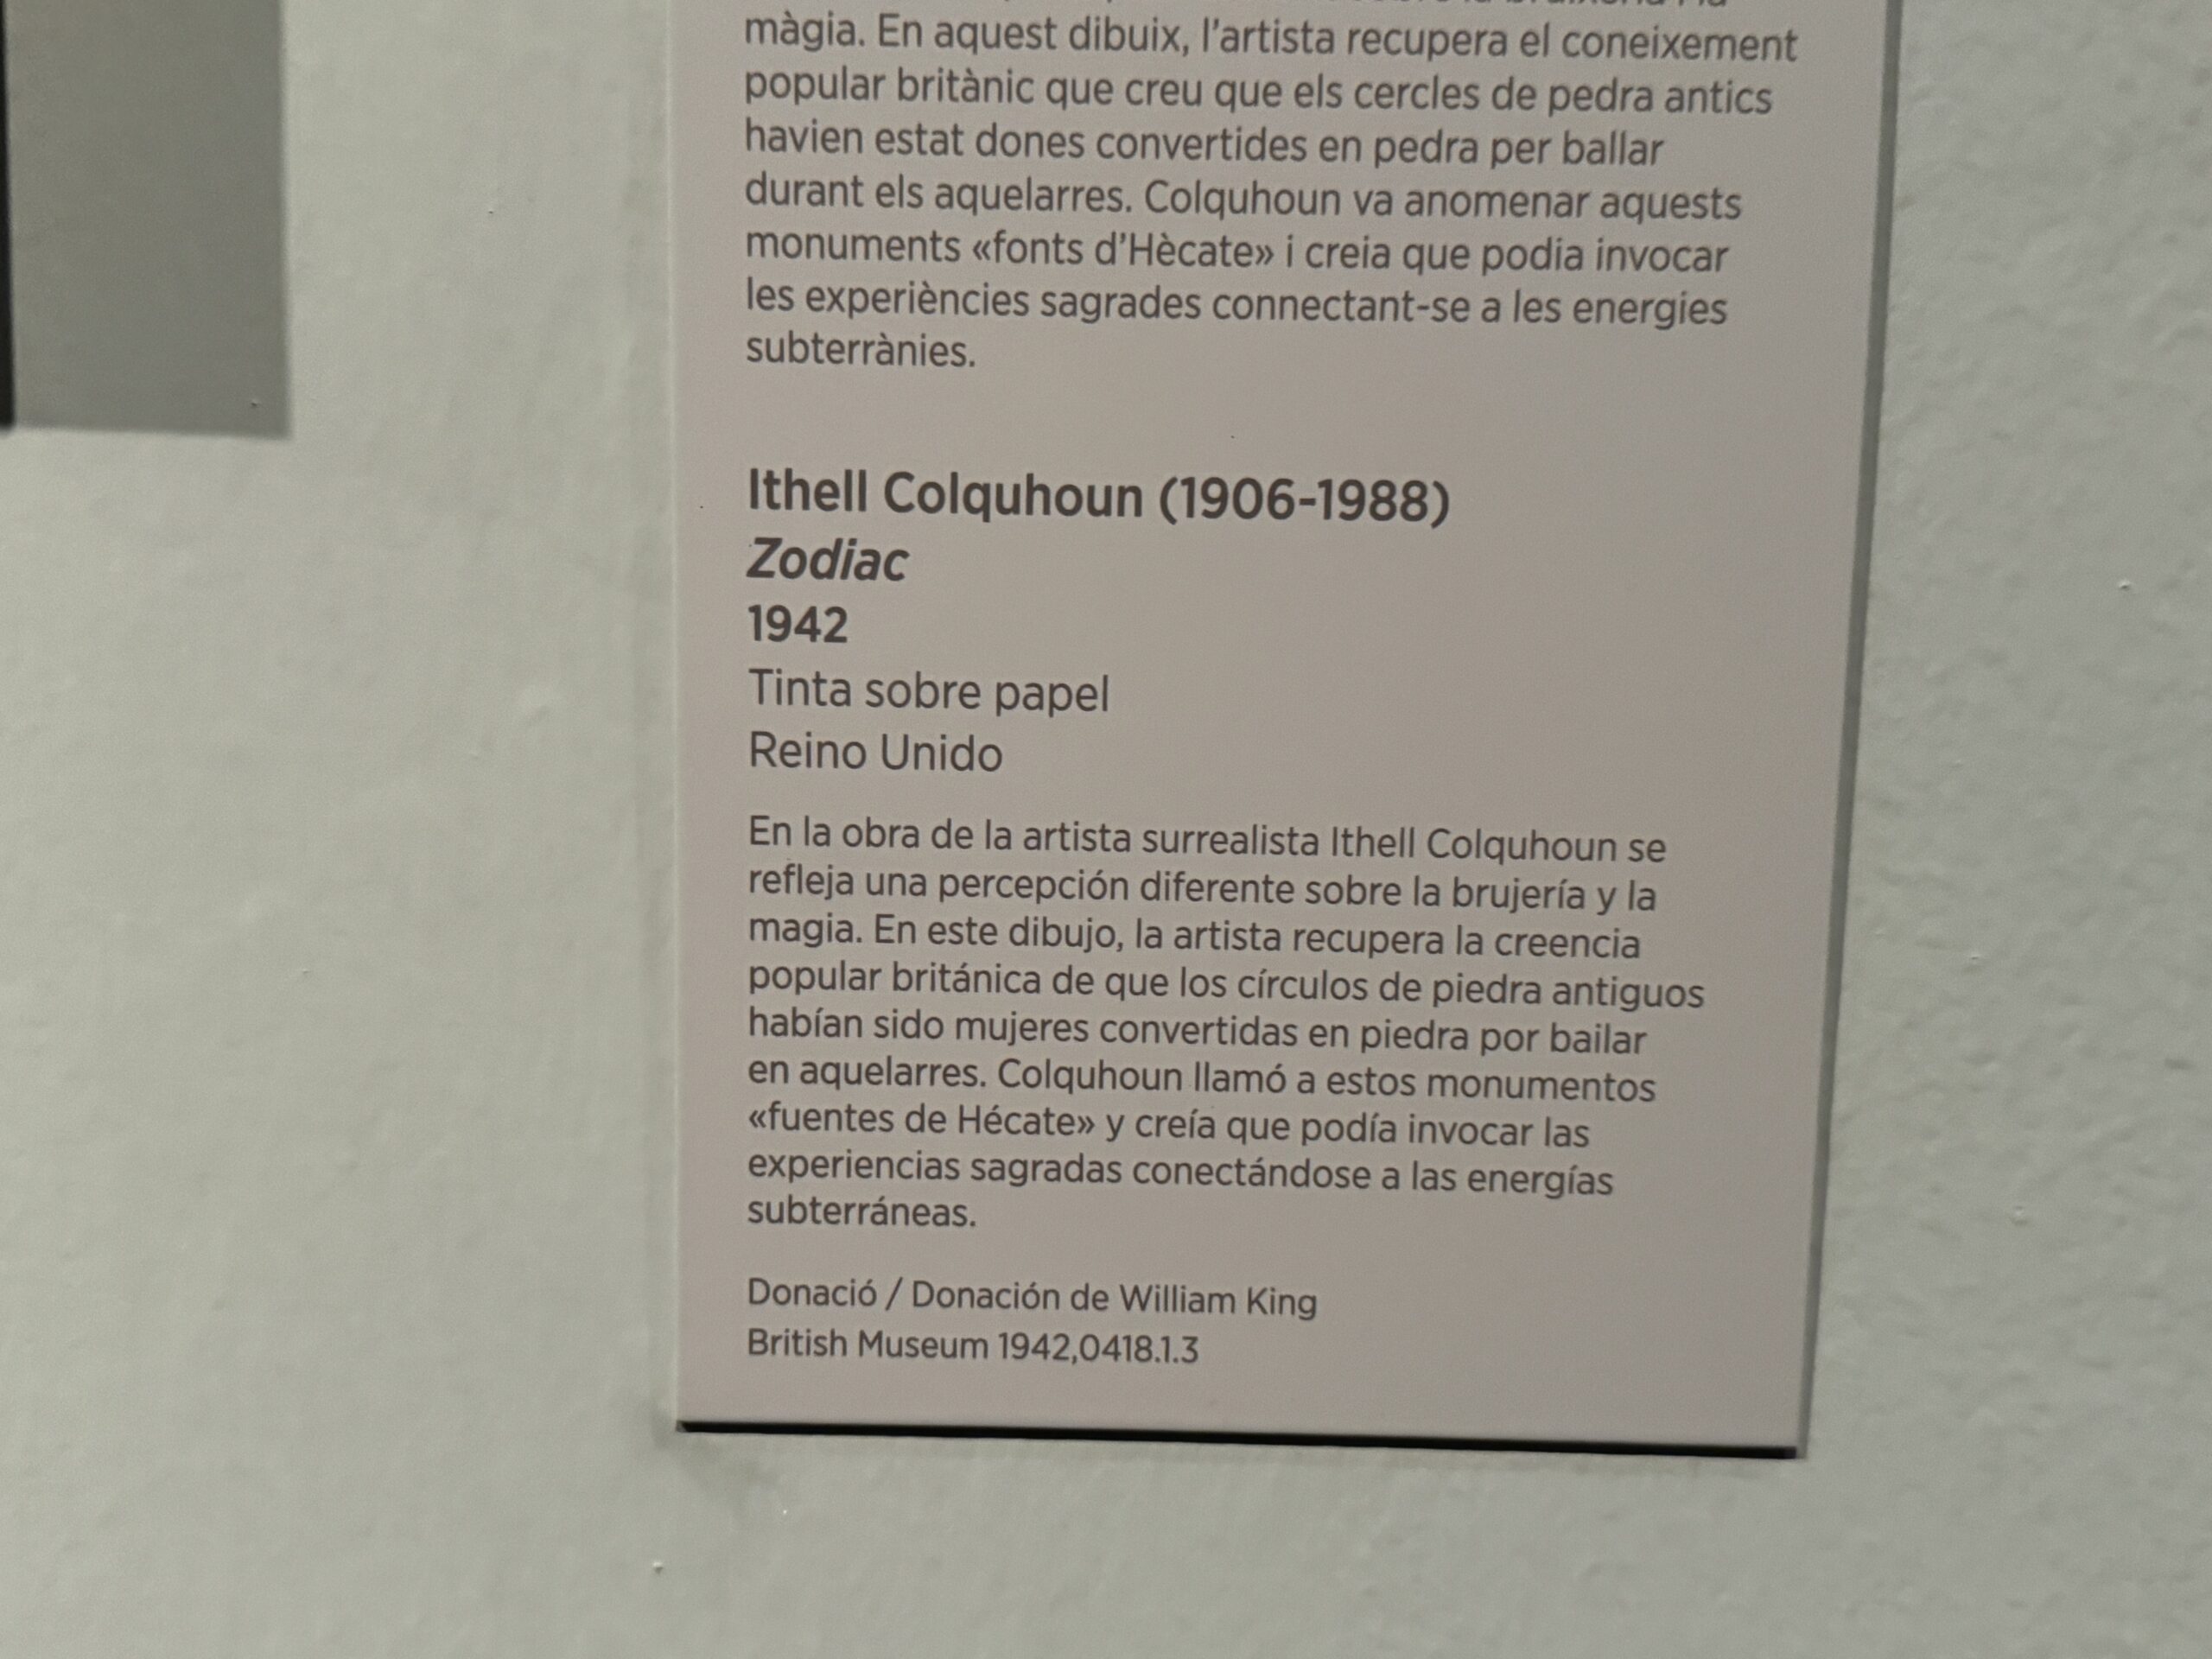 màgia. En aquest dibuix, l'artista recupera el coneixement
popular britànic que creu que els cercles de pedra antics
havien estat dones convertides en pedra per ballar
durant els aquelarres. Colquhoun va anomenar aquests
monuments «fonts d'Hècate» i creia que podia invocar
les experiències sagrades connectant-se a les energies
subterrànies.
Ithell Colquhoun (1906-1988)
Zodiac
1942
Tinta sobre papel
Reino Unido
En la obra de la artista surrealista Ithell Colquhoun se
refleja una percepción diferente sobre la brujería y la
magia. En este dibujo, la artista recupera la creencia
popular británica de que los círculos de piedra antiguos
habían sido mujeres convertidas en piedra por bailar
en aquelarres. Colquhoun llamó a estos monumentos
«fuentes de Hécate» y creía que podía invocar las
experiencias sagradas conectándose a las energías
subterráneas.
Donació / Donación de William King
British Museum 1942,0418.1.3